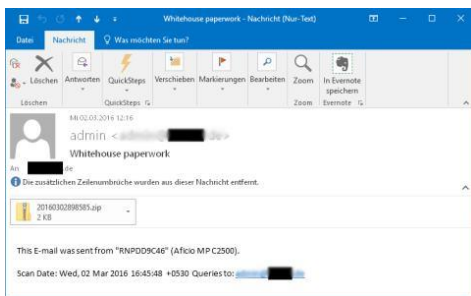 Whitehouse paperwork - Nachricht (Nur-Text)
Datei Nachricht Was möchten Sie tun?
Löschen Antworten QuickSteps Verschieben Markierungen Bearbeiten Zoom In Evernote speichern
Löschen QuickSteps Zoom Evernote
Mi 02.03.2016 12:16
admin <
Whitehouse paperwork
An .de
Die zusätzlichen Zeilenumbrüche wurden aus dieser Nachricht entfernt.
20160302898585.zip
2 KB
This E-mail was sent from "RNPDD9C46" (Aficio MP C2500).
Scan Date: Wed, 02 Mar 2016 16:45:48 +0530 Queries to: